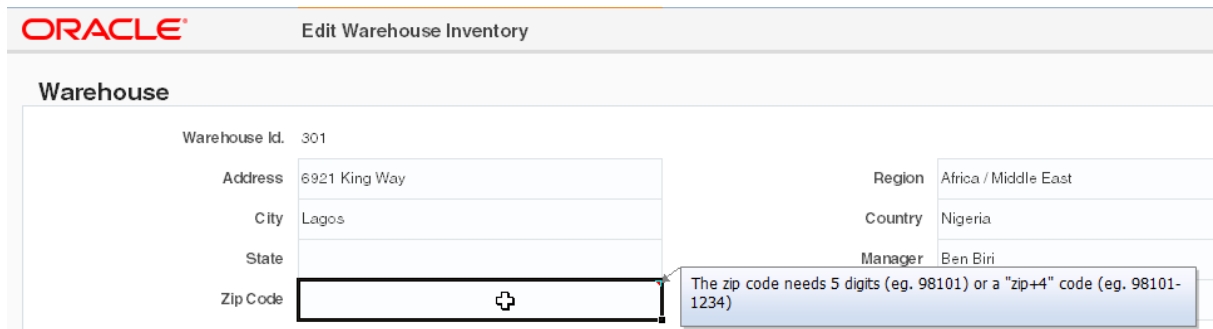 ORACLE Edit Warehouse Inventory
Warehouse
Warehouse Id. 301
Address 6921 King Way Region Africa / Middle East
City Lagos Country Nigeria
State Manager Ben Biri
Zip Code
The zip code needs 5 digits (eg. 98101) or a "zip+4" code (eg. 98101-
1234)